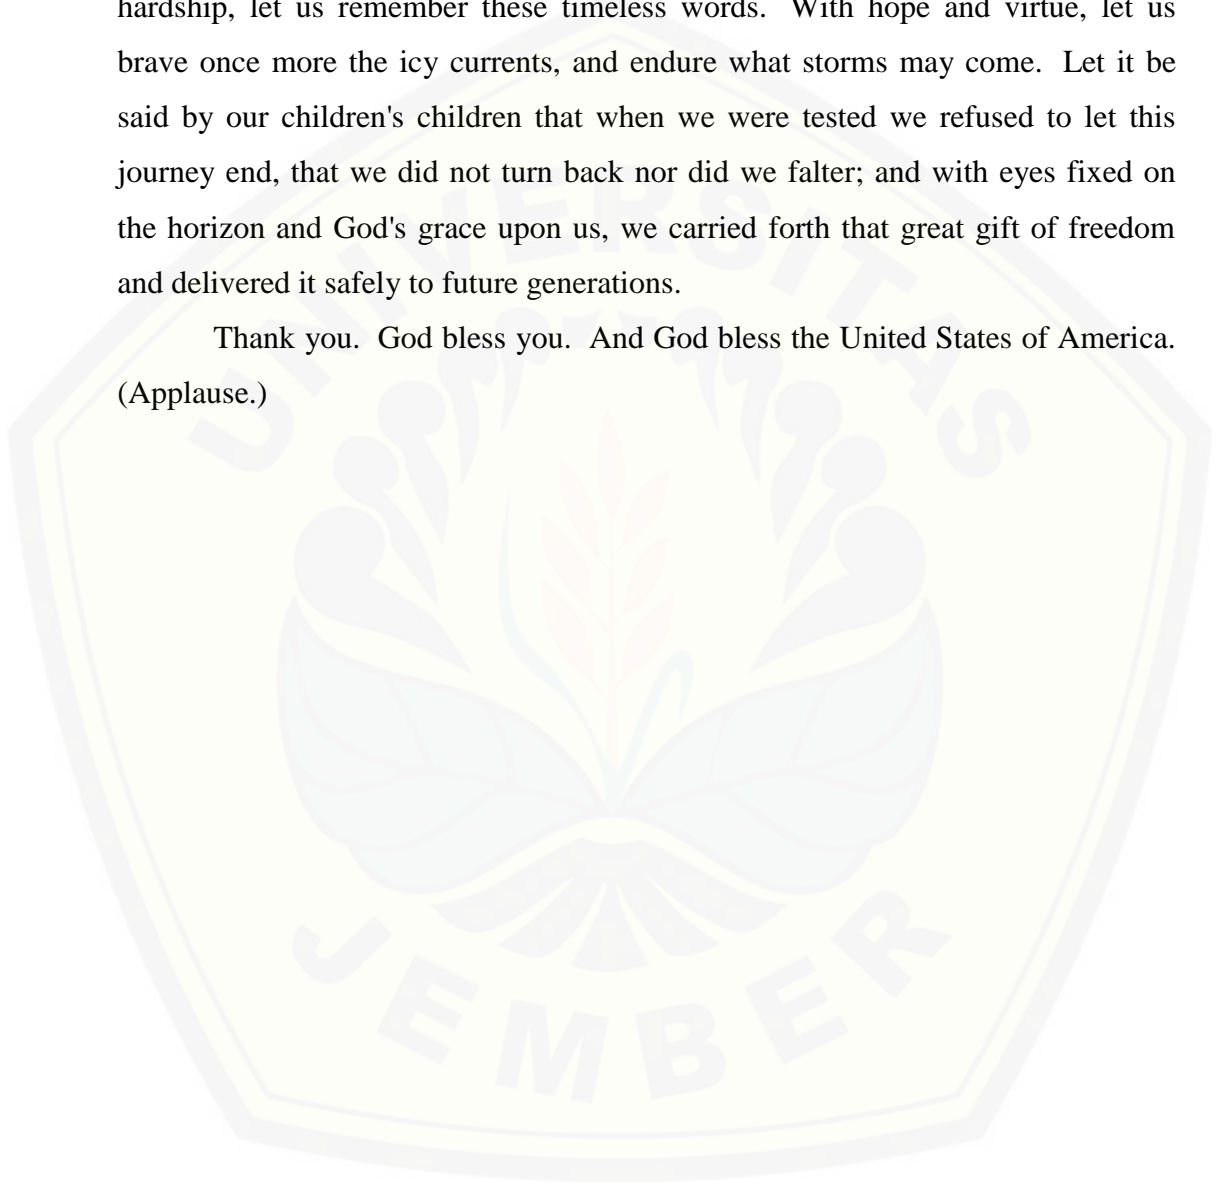 hardship, let us remember these timeless words. With hope and virtue, let us
brave once more the icy currents, and endure what storms may come. Let it be
said by our children's children that when we were tested we refused to let this
journey end, that we did not turn back nor did we falter; and with eyes fixed on
the horizon and God's grace upon us, we carried forth that great gift of freedom
and delivered it safely to future generations.
Thank you. God bless you. And God bless the United States of America.
(Applause.)
UNIVERSITAS
JEMBER